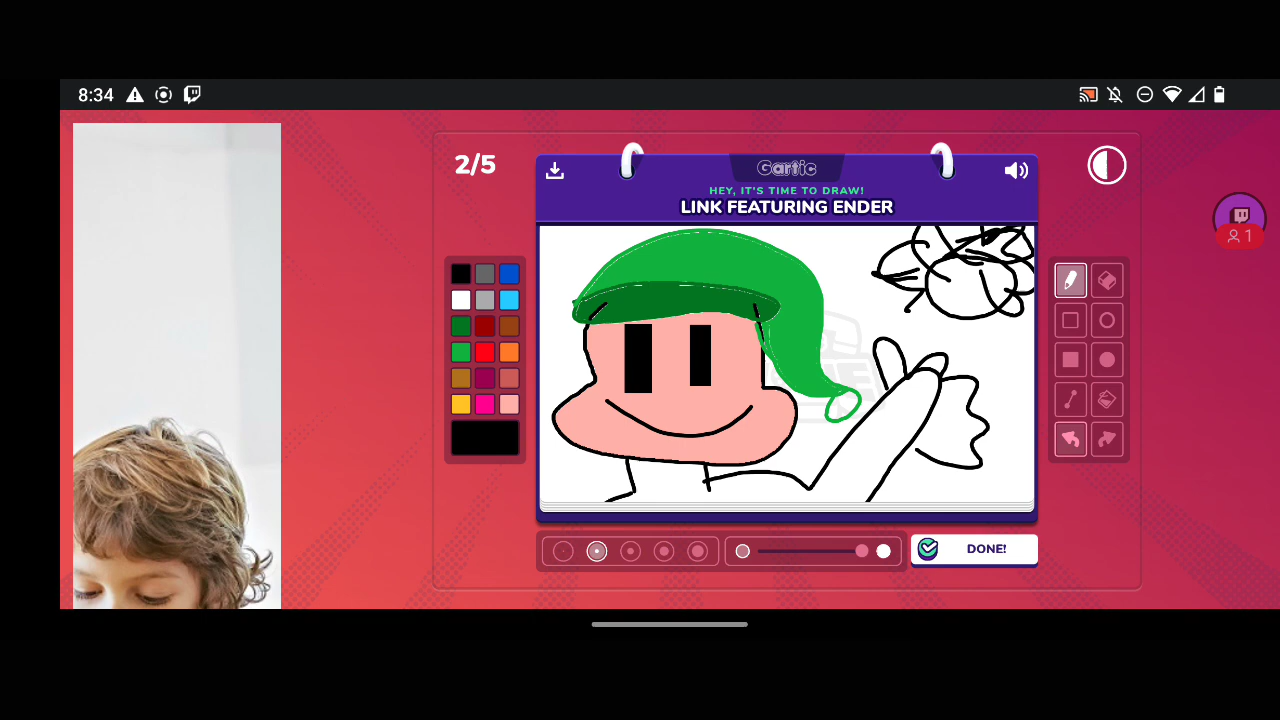 8:34
1
2/5
Gartic
HEY, IT'S TIME TO DRAW!
LINK FEATURING ENDER
DONE!